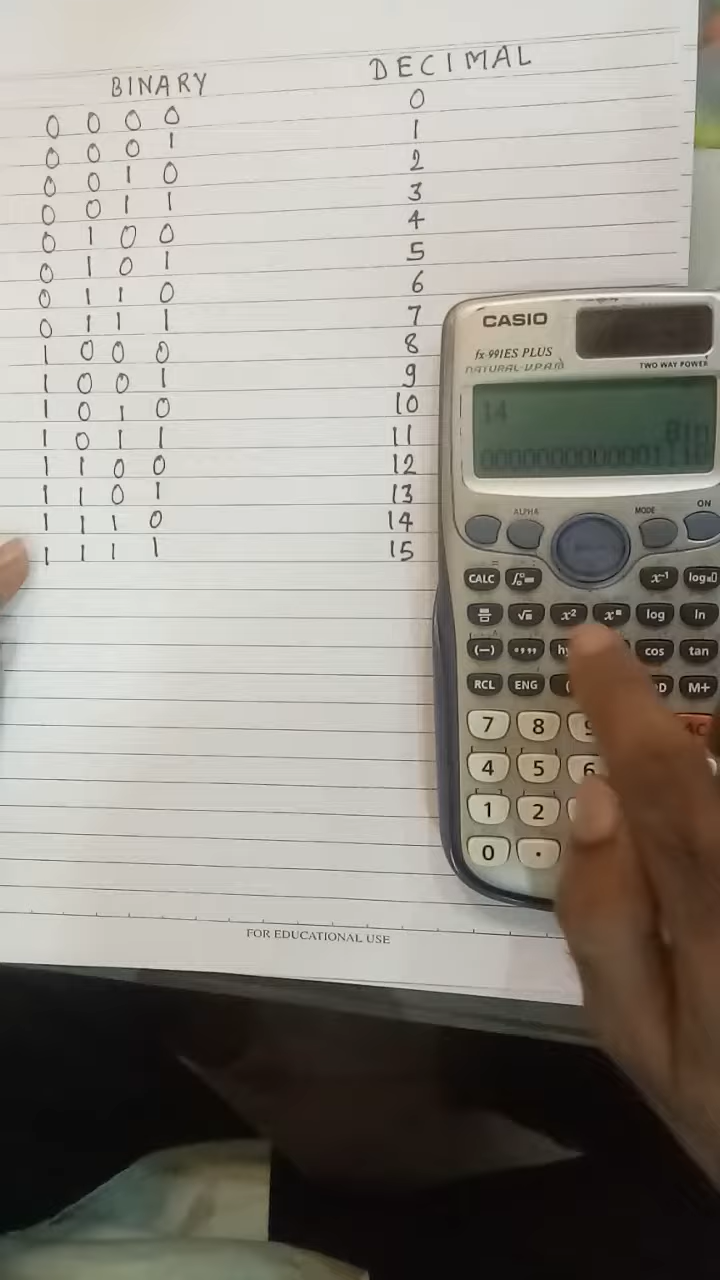 BINARY DECIMAL
0 0 0 0 0
0 0 0 1 1
0 0 1 0 2
0 0 1 1 3
0 1 0 0 4
0 1 0 1 5
0 1 1 0 6
0 1 1 1 7
1 0 0 0 8
1 0 0 1 9
1 0 1 0 10
1 0 1 1 11
1 1 0 0 12
1 1 0 1 13
1 1 1 0 14
1 1 1 1 15
CASIO
fx-991ES PLUS
NATURAL-V.P.A.M.
TWO WAY POWER
14
Bin
0000000000001110
ALPHA MODE ON
CALC x⁻¹ log
x² x log ln
(−) cos tan
RCL ENG M+
7 8 9 AC
4 5 6
1 2
0 .
FOR EDUCATIONAL USE